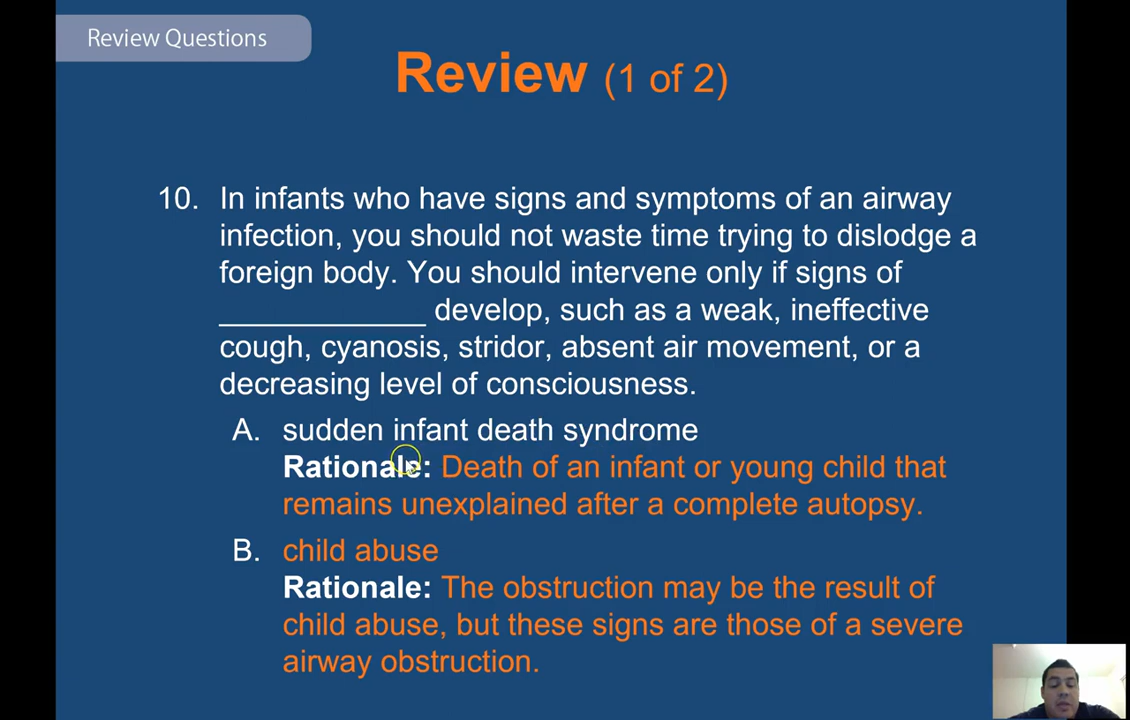 Review Questions
Review (1 of 2)
10. In infants who have signs and symptoms of an airway
infection, you should not waste time trying to dislodge a
foreign body. You should intervene only if signs of
_____________ develop, such as a weak, ineffective
cough, cyanosis, stridor, absent air movement, or a
decreasing level of consciousness.
A. sudden infant death syndrome
Rationale: Death of an infant or young child that
remains unexplained after a complete autopsy.
B. child abuse
Rationale: The obstruction may be the result of
child abuse, but these signs are those of a severe
airway obstruction.